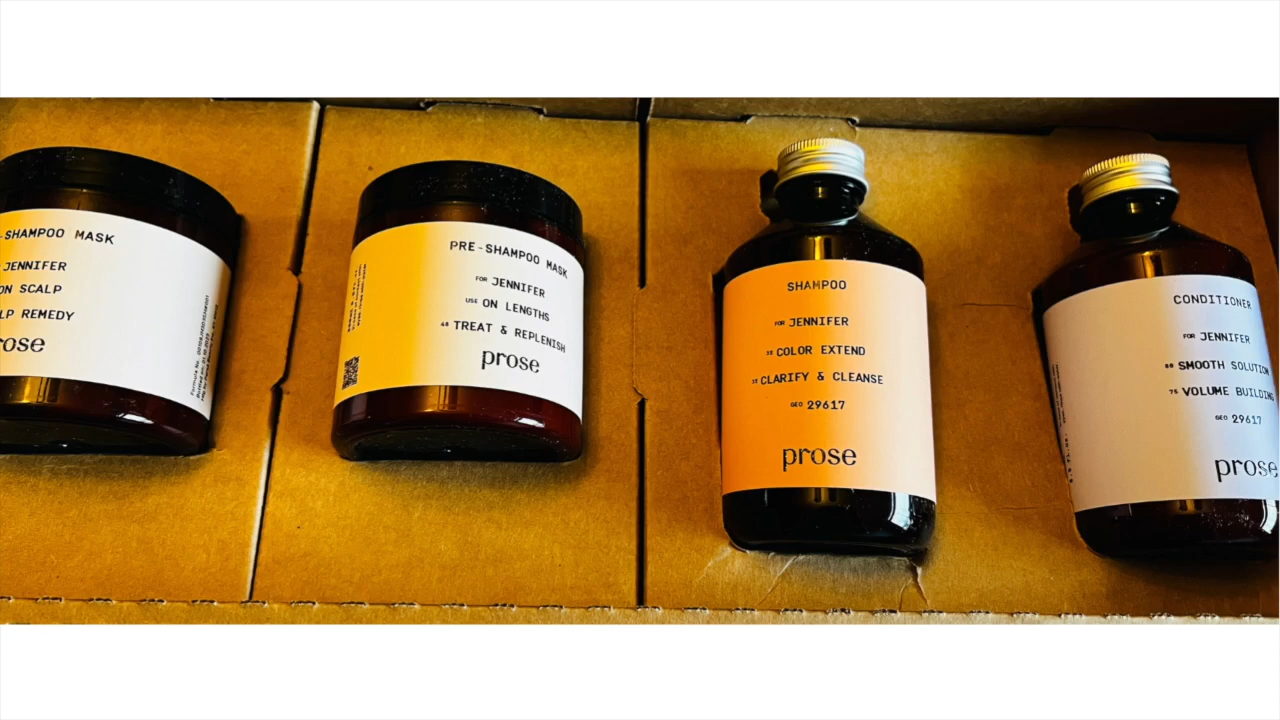 -SHAMPOO MASK
JENNIFER
ON SCALP
LP REMEDY
rose
PRE-SHAMPOO MASK
FOR JENNIFER
USE ON LENGTHS
TREAT & REPLENISH
prose
SHAMPOO
FOR JENNIFER
COLOR EXTEND
CLARIFY & CLEANSE
GEO 29617
prose
CONDITIONER
FOR JENNIFER
SMOOTH SOLUTION
75 VOLUME BUILDING
GEO 29617
prose